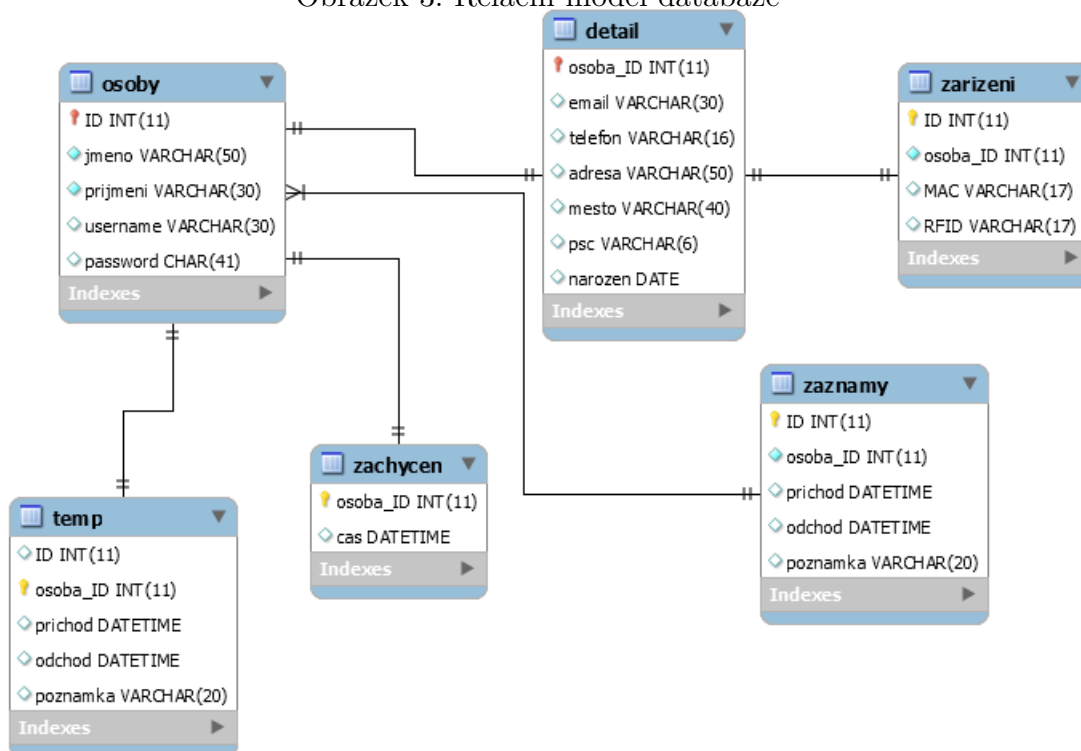 Obrázek 3: Relační model databáze
osoby
ID INT(11)
jmeno VARCHAR(50)
prijmeni VARCHAR(30)
username VARCHAR(30)
password CHAR(41)
Indexes
detail
osoba_ID INT(11)
email VARCHAR(30)
telefon VARCHAR(16)
adresa VARCHAR(50)
mesto VARCHAR(40)
psc VARCHAR(6)
narozen DATE
Indexes
zarizeni
ID INT(11)
osoba_ID INT(11)
MAC VARCHAR(17)
RFID VARCHAR(17)
Indexes
zaznamy
ID INT(11)
osoba_ID INT(11)
prichod DATETIME
odchod DATETIME
poznamka VARCHAR(20)
Indexes
zachycen
osoba_ID INT(11)
cas DATETIME
Indexes
temp
ID INT(11)
osoba_ID INT(11)
prichod DATETIME
odchod DATETIME
poznamka VARCHAR(20)
Indexes